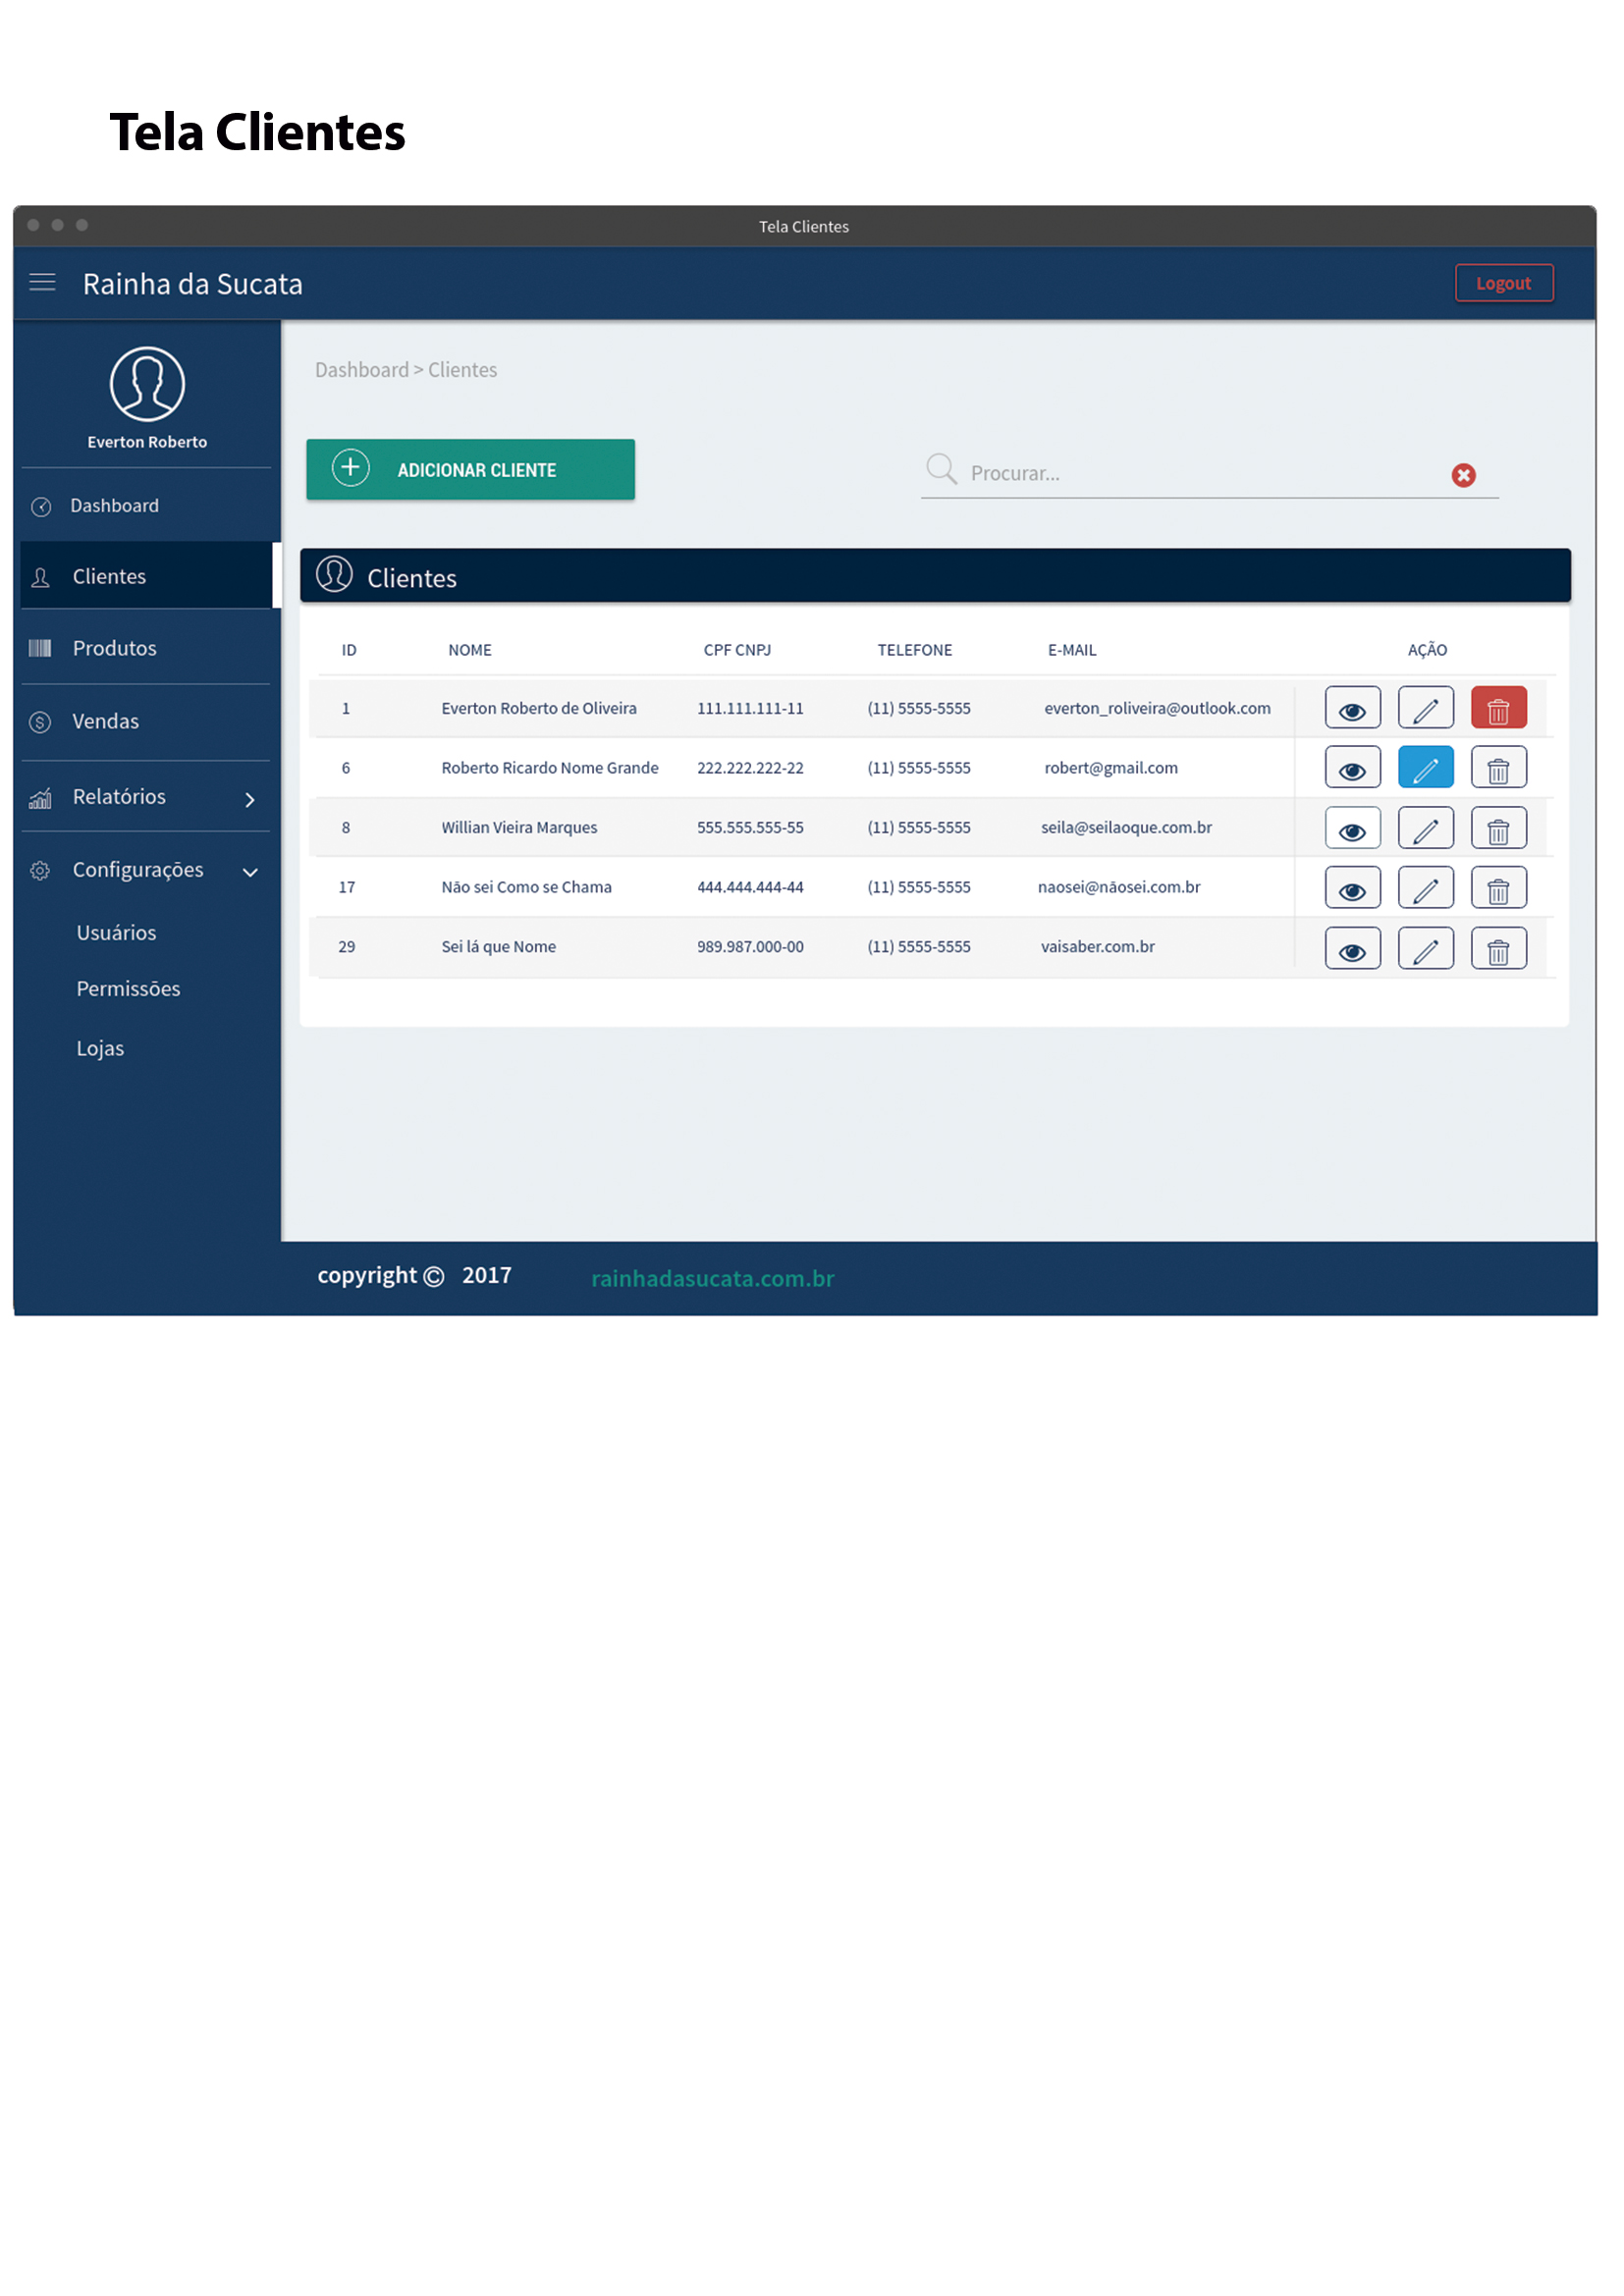 Tela Clientes
Tela Clientes
Rainha da Sucata
Logout
Everton Roberto
Dashboard
Clientes
Produtos
Vendas
Relatórios
Configurações
Usuários
Permissões
Lojas
Dashboard > Clientes
ADICIONAR CLIENTE
Procurar...
Clientes
ID NOME CPF CNPJ TELEFONE E-MAIL AÇÃO
1 Everton Roberto de Oliveira 111.111.111-11 (11) 5555-5555 everton_roliveira@outlook.com
6 Roberto Ricardo Nome Grande 222.222.222-22 (11) 5555-5555 robert@gmail.com
8 Willian Vieira Marques 555.555.555-55 (11) 5555-5555 seila@seilaoque.com.br
17 Não sei Como se Chama 444.444.444-44 (11) 5555-5555 naosei@nãosei.com.br
29 Sei lá que Nome 989.987.000-00 (11) 5555-5555 vaisaber.com.br
copyright © 2017 rainhadasucata.com.br